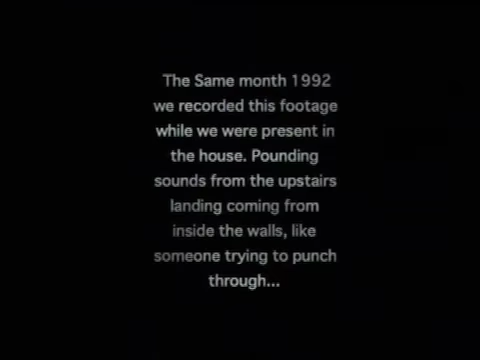 The Same month 1992
we recorded this footage
while we were present in
the house. Pounding
sounds from the upstairs
landing coming from
inside the walls, like
someone trying to punch
through...